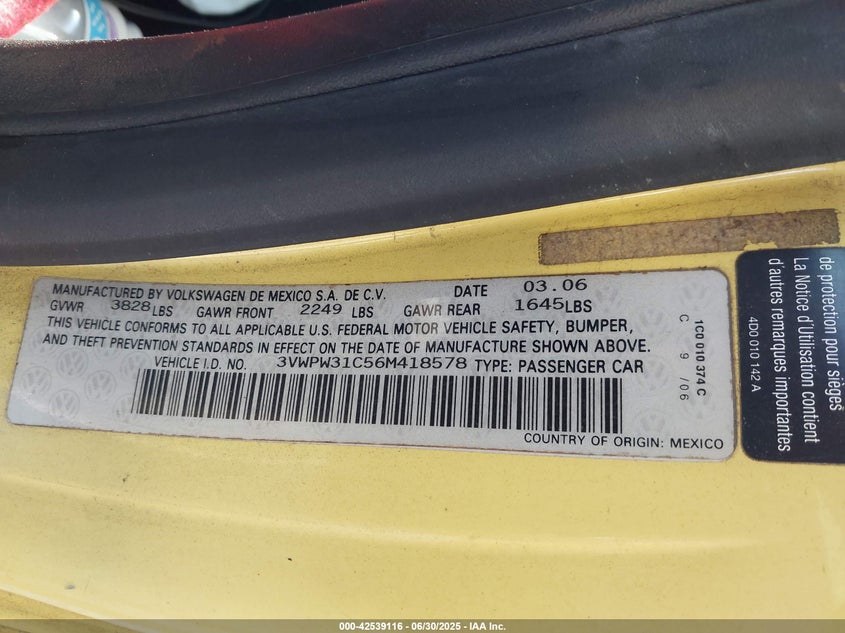 MANUFACTURED BY VOLKSWAGEN DE MEXICO S.A. DE C.V. DATE 03.06
GVWR 3828 LBS GAWR FRONT 2249 LBS GAWR REAR 1645 LBS
THIS VEHICLE CONFORMS TO ALL APPLICABLE U.S. FEDERAL MOTOR VEHICLE SAFETY, BUMPER,
AND THEFT PREVENTION STANDARDS IN EFFECT ON THE DATE OF MANUFACTURE SHOWN ABOVE.
VEHICLE I.D. NO. 3VWPW31C56M418578 TYPE: PASSENGER CAR
COUNTRY OF ORIGIN: MEXICO
1C0 010 374 C
C 9 /06
de protection pour sièges
La Notice d'Utilisation contient
d'autres remarques importantes
4D0 010 142 A
000-42539116 - 06/30/2025 - IAA Inc.